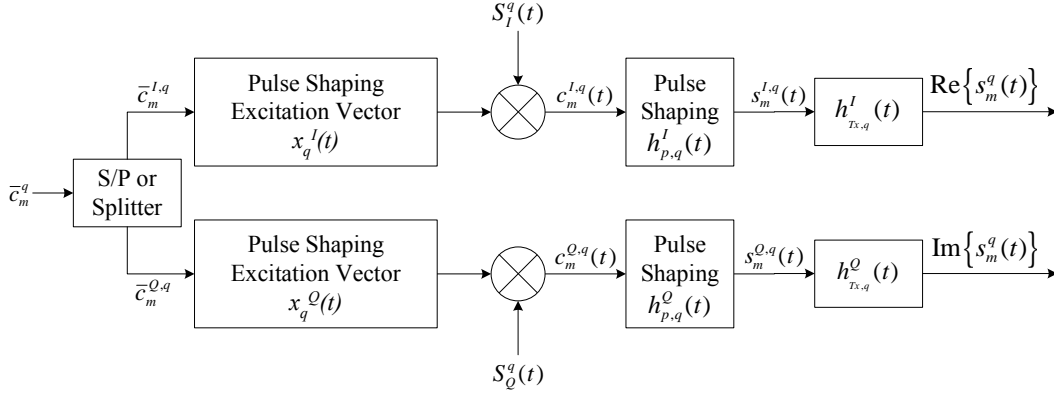 S_I^q(t)
c̅_m^{I,q}
Pulse Shaping
Excitation Vector
x_q^I(t)
c_m^{I,q}(t)
Pulse
Shaping
h_{p,q}^I(t)
s_m^{I,q}(t)
h_{Tx,q}^I(t)
Re{s_m^q(t)}
c̅_m^q
S/P or
Splitter
c̅_m^{Q,q}
Pulse Shaping
Excitation Vector
x_q^Q(t)
c_m^{Q,q}(t)
Pulse
Shaping
h_{p,q}^Q(t)
s_m^{Q,q}(t)
h_{Tx,q}^Q(t)
Im{s_m^q(t)}
S_Q^q(t)